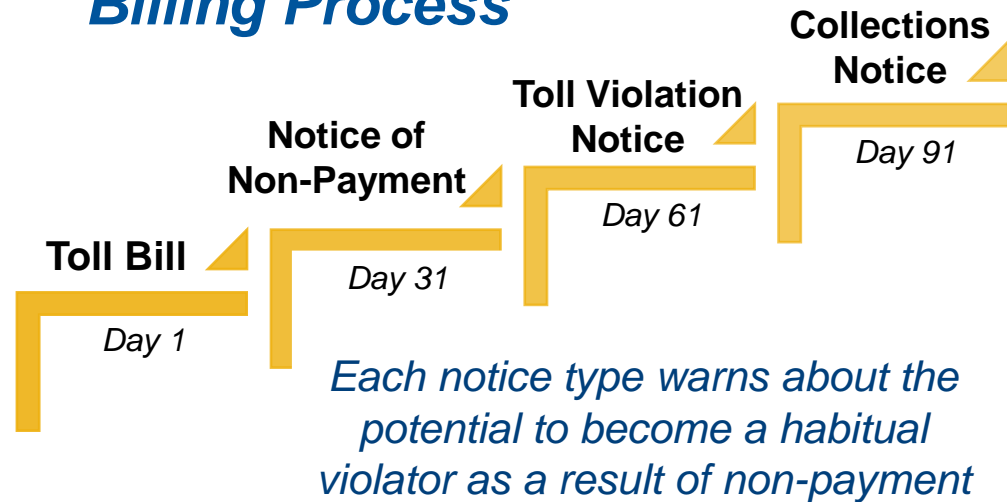 Billing Process
Toll Bill
Day 1
Notice of
Non-Payment
Day 31
Toll Violation
Notice
Day 61
Collections
Notice
Day 91
Each notice type warns about the
potential to become a habitual
violator as a result of non-payment